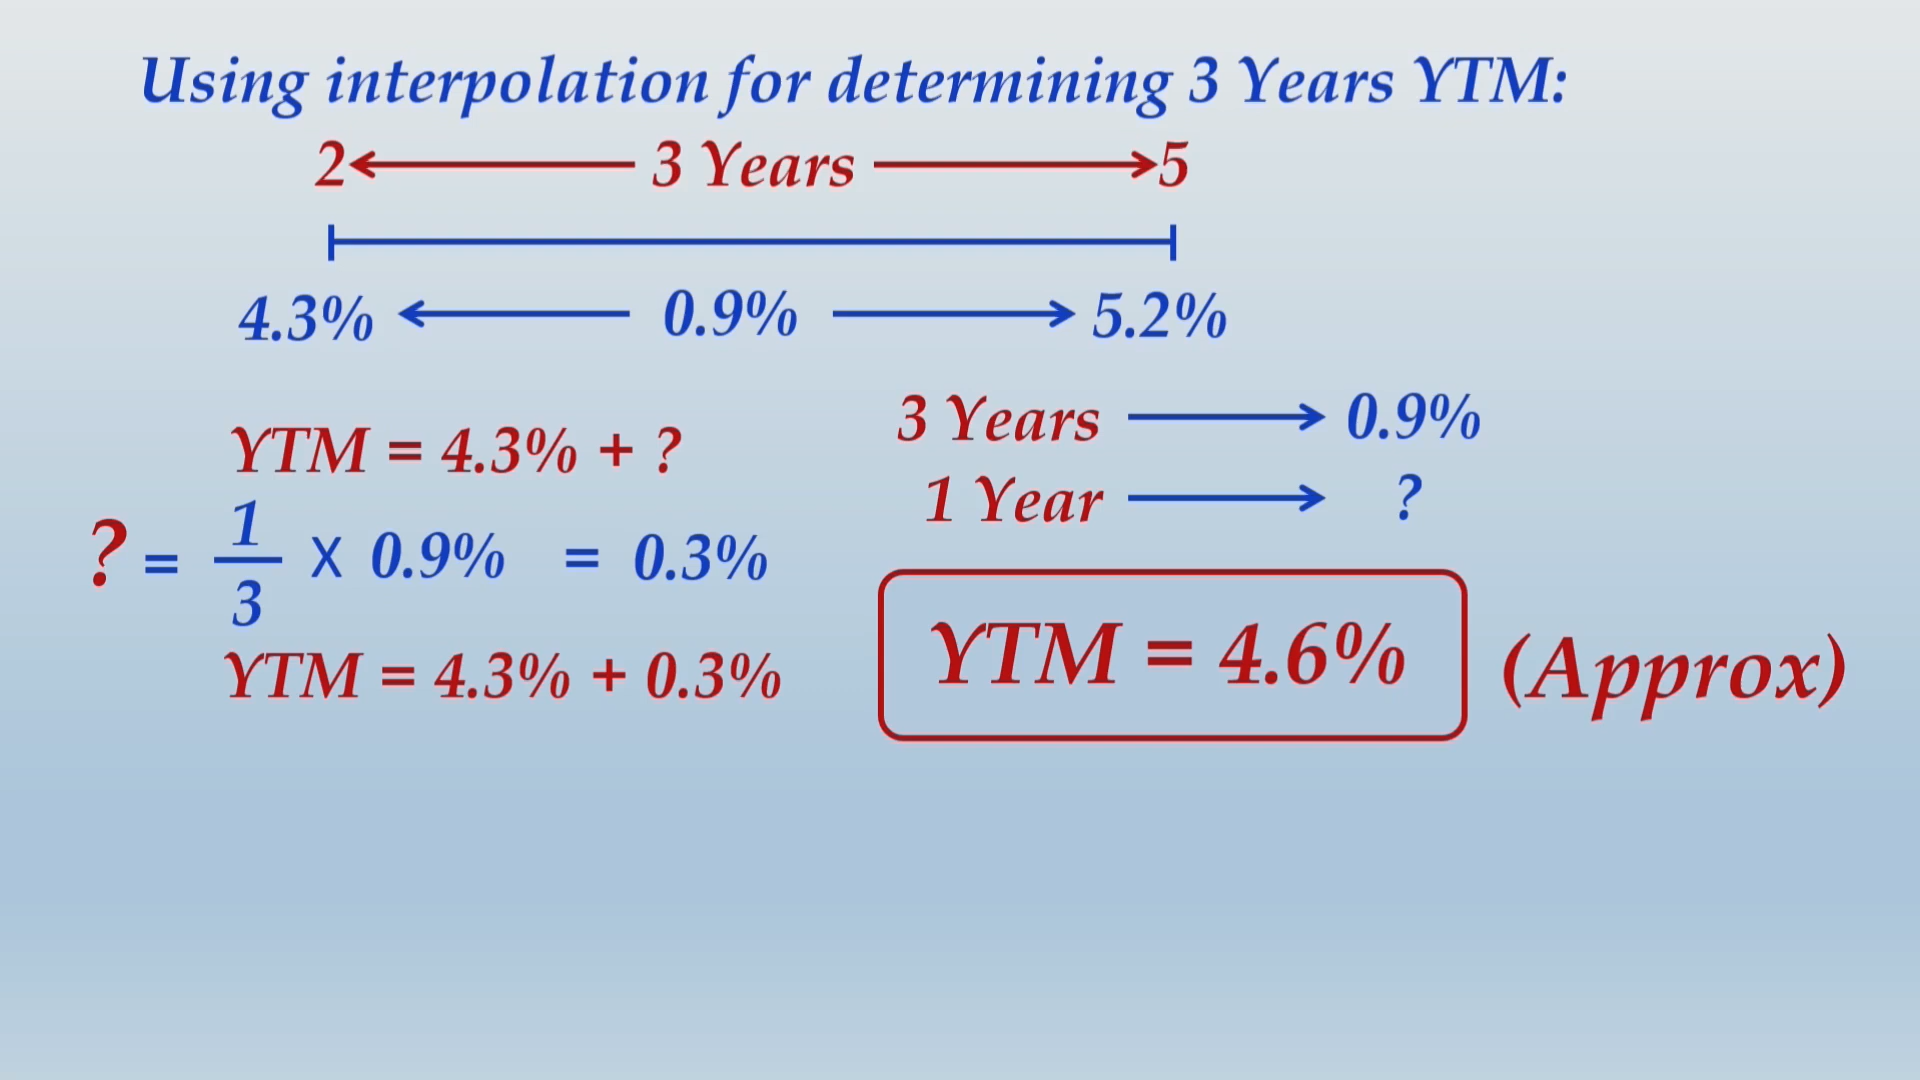 Using interpolation for determining 3 Years YTM:
2 3 Years 5
4.3% 0.9% 5.2%
YTM = 4.3% + ?
? = 1/3 X 0.9% = 0.3%
YTM = 4.3% + 0.3%
3 Years 0.9%
1 Year ?
YTM = 4.6% (Approx)